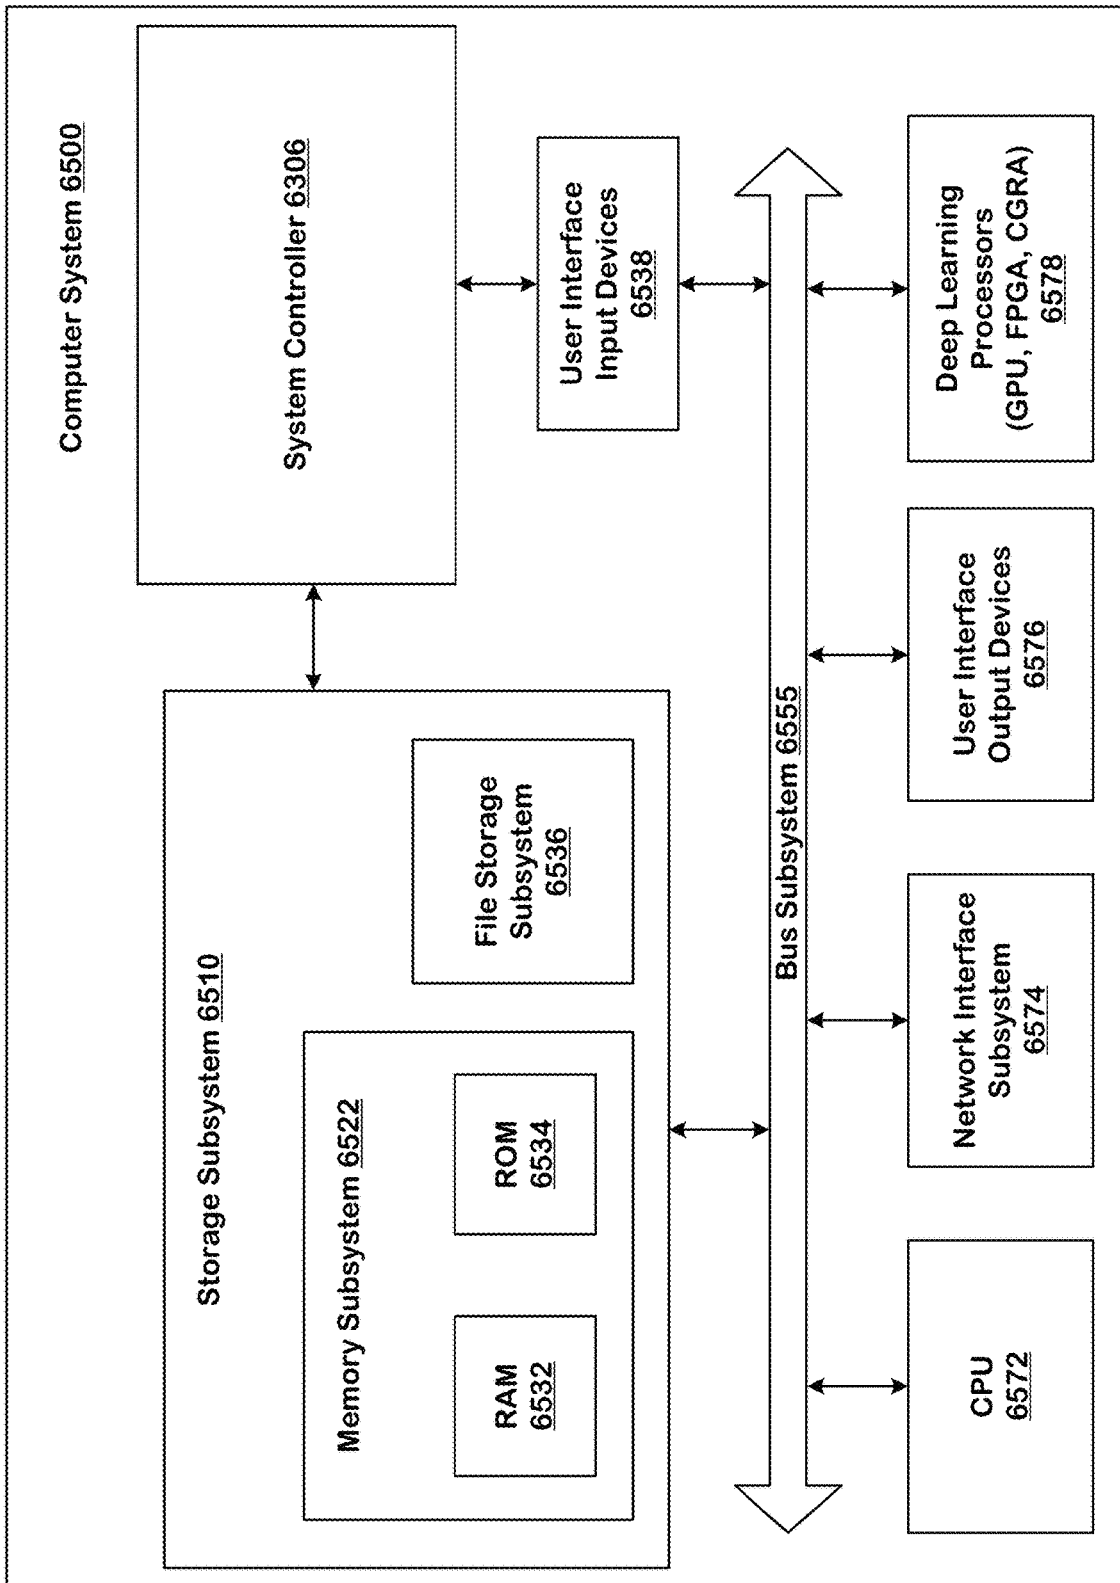 Computer System 6500
Storage Subsystem 6510
System Controller 6306
Memory Subsystem 6522
RAM
6532
ROM
6534
File Storage
Subsystem
6536
User Interface
Input Devices
6538
Bus Subsystem 6555
CPU
6572
Network Interface
Subsystem
6574
User Interface
Output Devices
6576
Deep Learning
Processors
(GPU, FPGA, CGRA)
6578